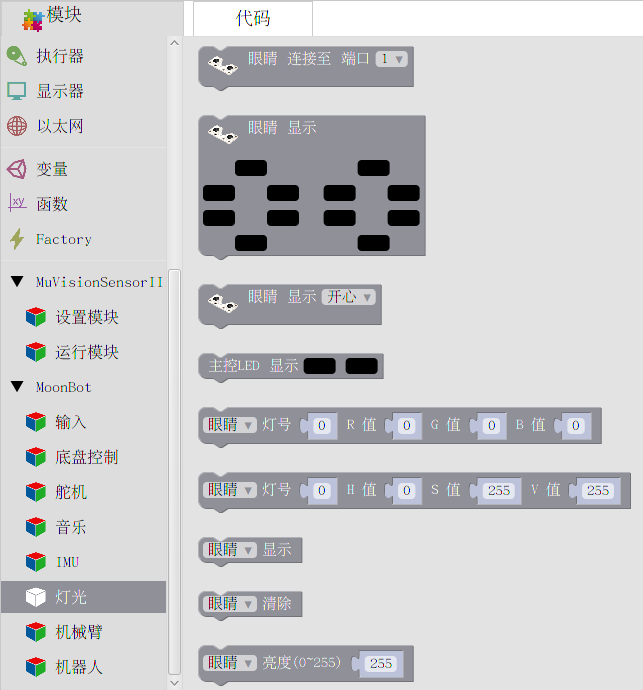 模块
代码
执行器
显示器
以太网
变量
xy
函数
Factory
MuVisionSensorII
设置模块
运行模块
MoonBot
输入
底盘控制
舵机
音乐
IMU
灯光
机械臂
机器人
眼睛 连接至 端口 1
眼睛 显示
眼睛 显示 开心
主控LED 显示
眼睛 灯号 0 R 值 0 G 值 0 B 值 0
眼睛 灯号 0 H 值 0 S 值 255 V 值 255
眼睛 显示
眼睛 清除
眼睛 亮度(0~255) 255